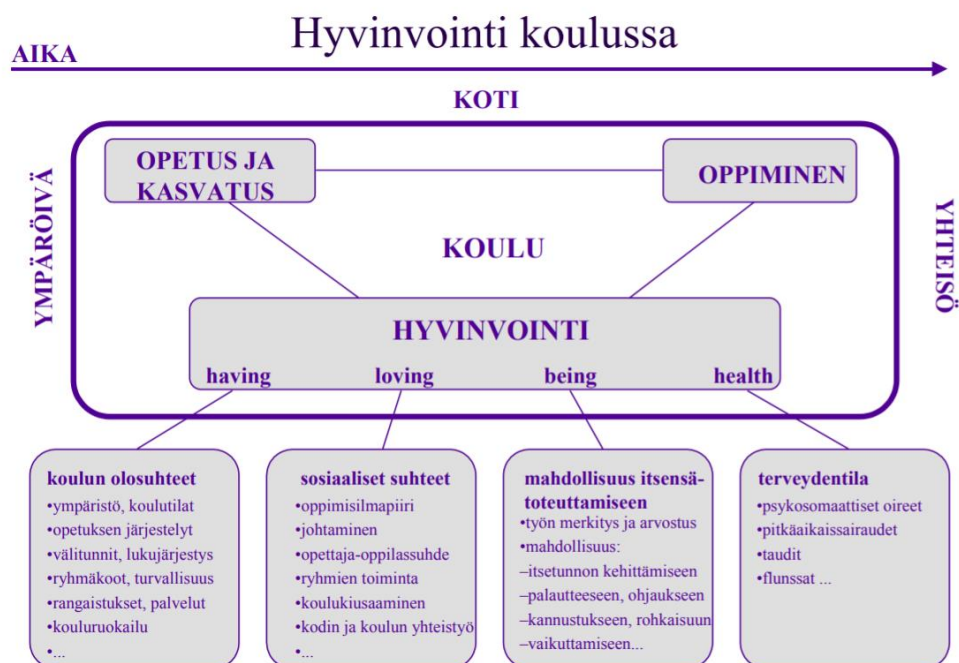 Hyvinvointi koulussa
AIKA
KOTI
YMPÄRÖIVÄ
YHTEISÖ
OPETUS JA
KASVATUS
OPPIMINEN
KOULU
HYVINVOINTI
having loving being health
koulun olosuhteet
•ympäristö, koulutilat
•opetuksen järjestelyt
•välitunnit, lukujärjestys
•ryhmäkoot, turvallisuus
•rangaistukset, palvelut
•kouluruokailu
•...
sosiaaliset suhteet
•oppimisilmapiiri
•johtaminen
•opettaja-oppilassuhde
•ryhmien toiminta
•koulukiusaaminen
•kodin ja koulun yhteistyö
•...
mahdollisuus itsensä-
toteuttamiseen
•työn merkitys ja arvostus
•mahdollisuus:
–itsetunnon kehittämiseen
–palautteeseen, ohjaukseen
–kannustukseen, rohkaisuun
–vaikuttamiseen...
terveydentila
•psykosomaattiset oireet
•pitkäaikaissairaudet
•taudit
•flunssat ...